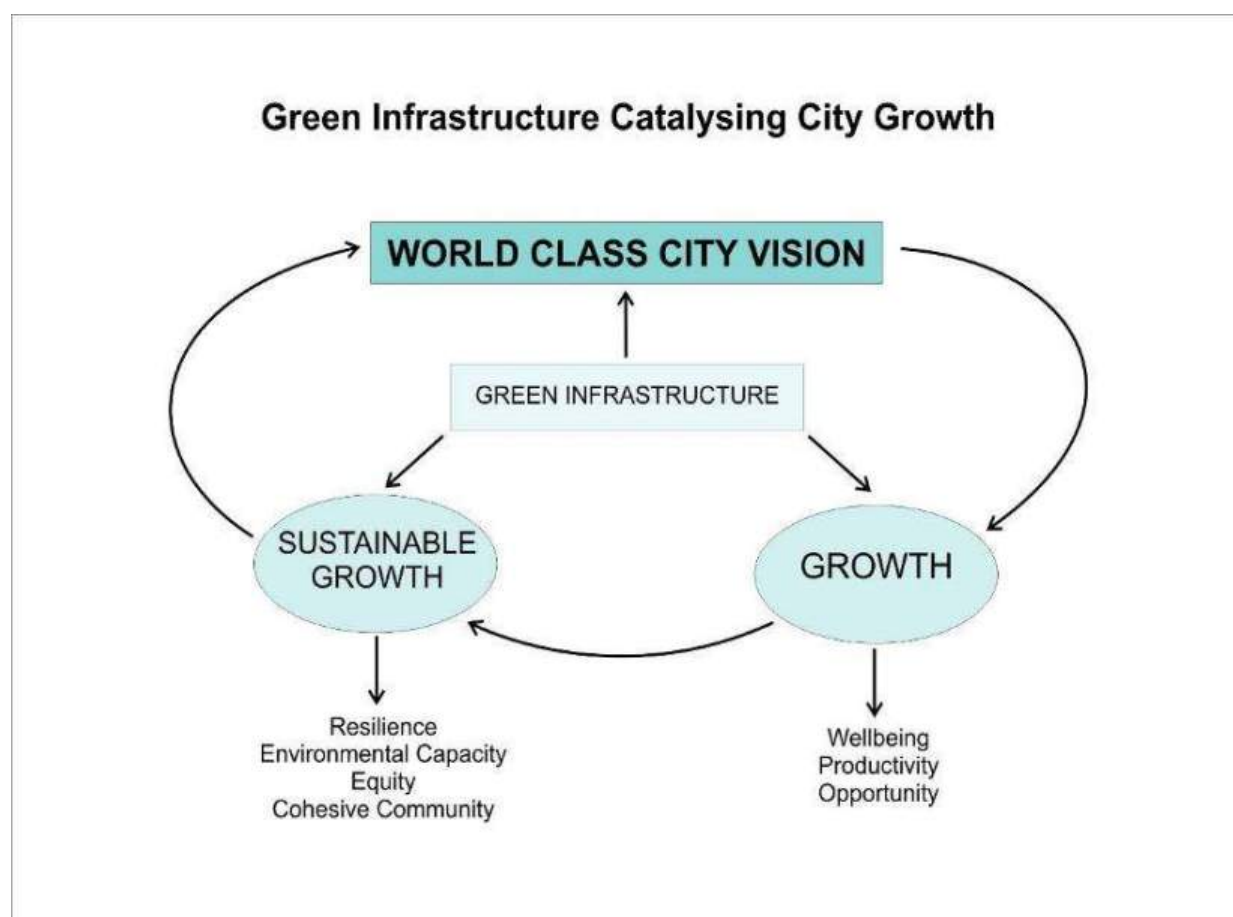 Green Infrastructure Catalysing City Growth
WORLD CLASS CITY VISION
GREEN INFRASTRUCTURE
SUSTAINABLE
GROWTH
GROWTH
Resilience
Environmental Capacity
Equity
Cohesive Community
Wellbeing
Productivity
Opportunity